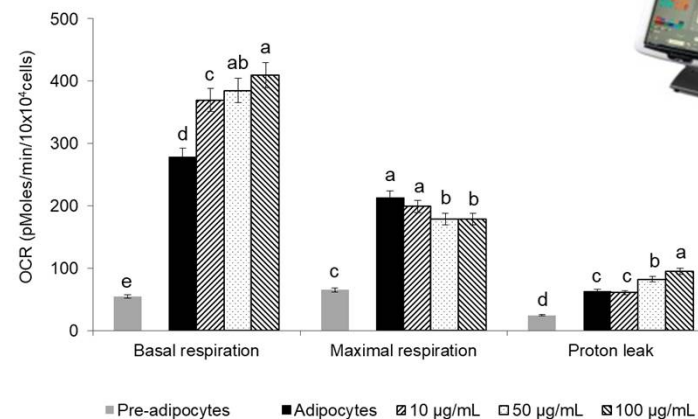 500
400
300
200
100
0
OCR (pMoles/min/10x10⁴cells)
e
d
c
ab
a
c
a
a
b
b
d
c
c
b
a
Basal respiration
Maximal respiration
Proton leak
Pre-adipocytes
Adipocytes
10 µg/mL
50 µg/mL
100 µg/mL